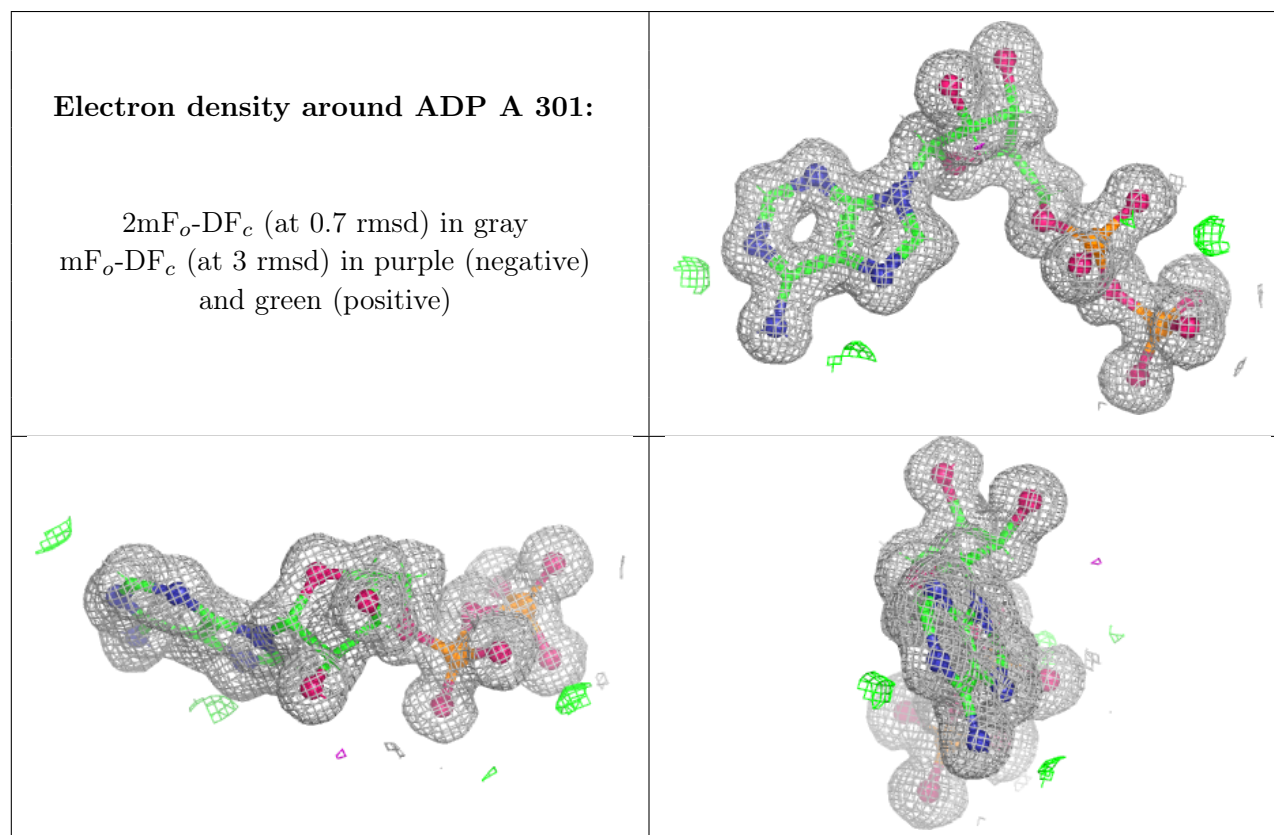 Electron density around ADP A 301:
2mFo-DFc (at 0.7 rmsd) in gray
mFo-DFc (at 3 rmsd) in purple (negative)
and green (positive)